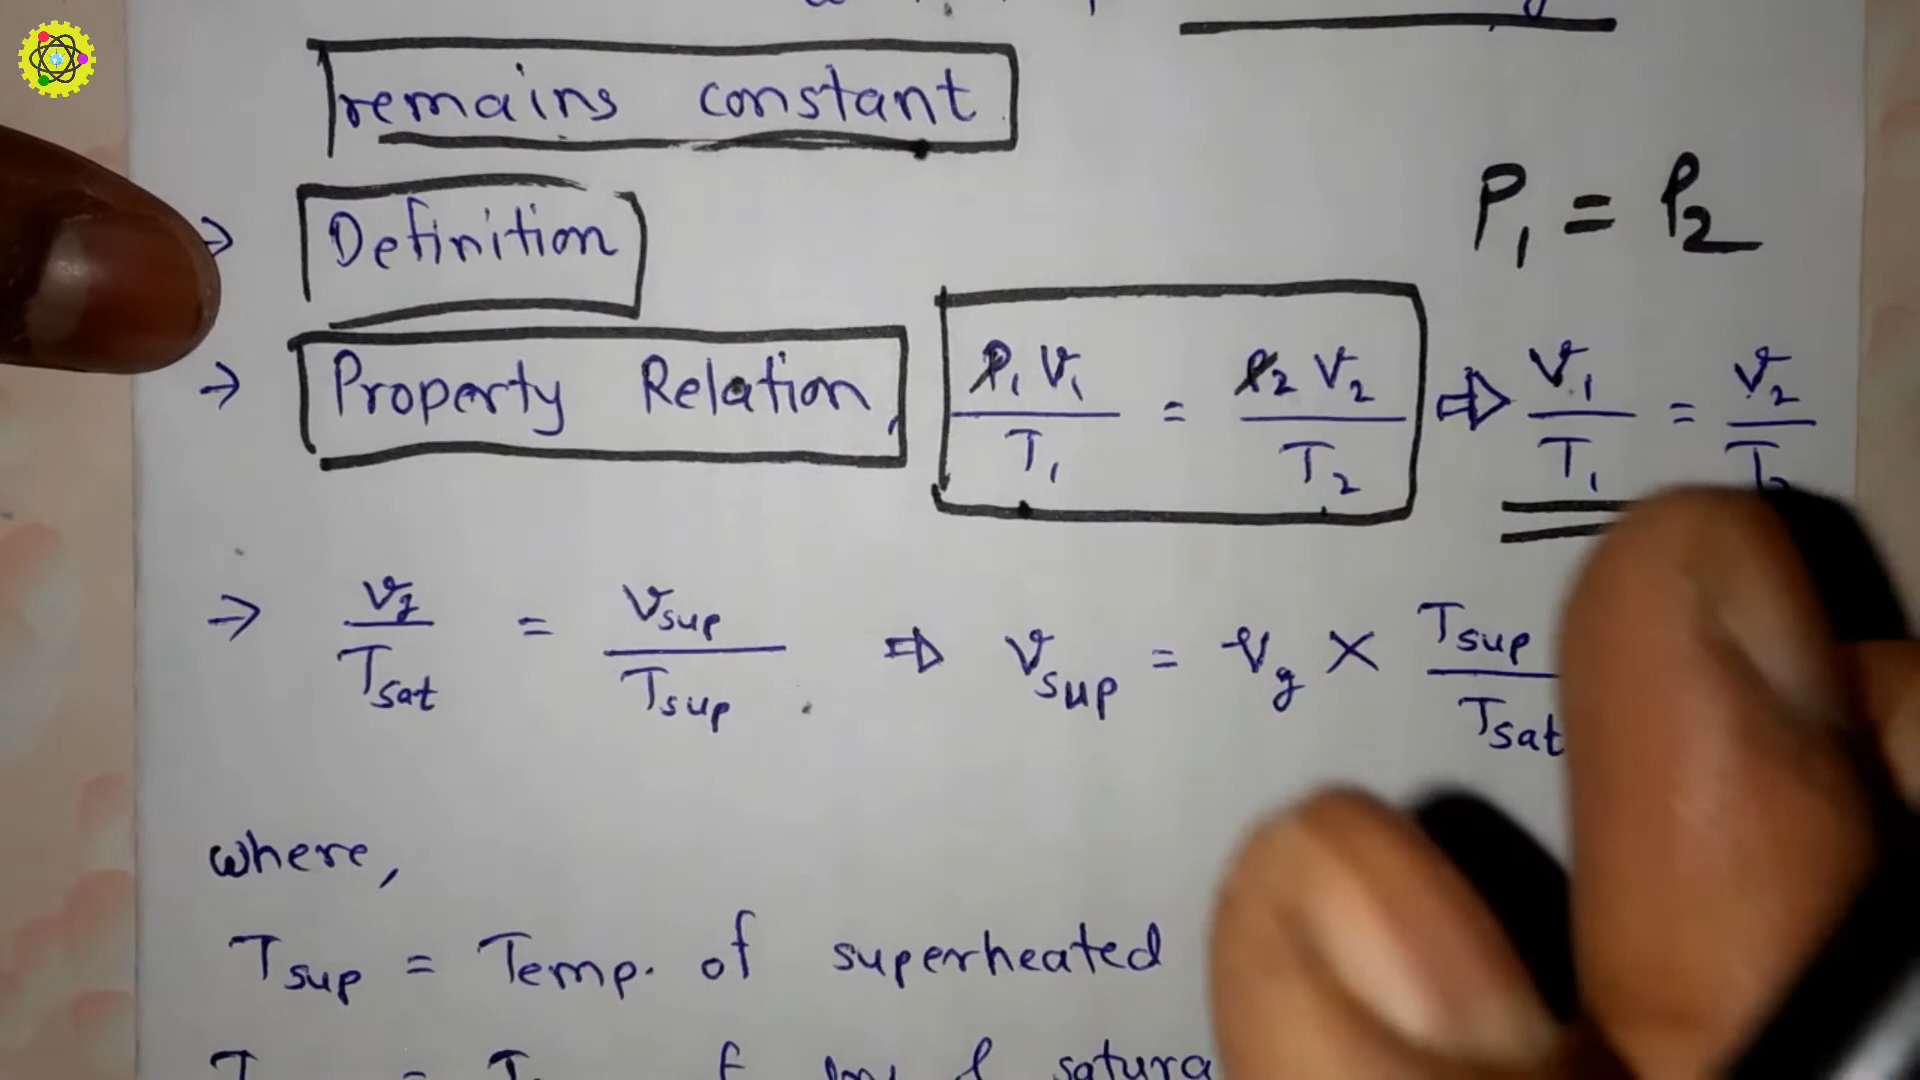 remains constant
→ Definition
P₁ = P₂
→ Property Relation, P₁V₁/T₁ = P₂V₂/T₂ ⇒ V₁/T₁ = V₂/T₂
→ Vg/Tsat = Vsup/Tsup ⇒ Vsup = Vg × Tsup/Tsat
where,
Tsup = Temp. of superheated